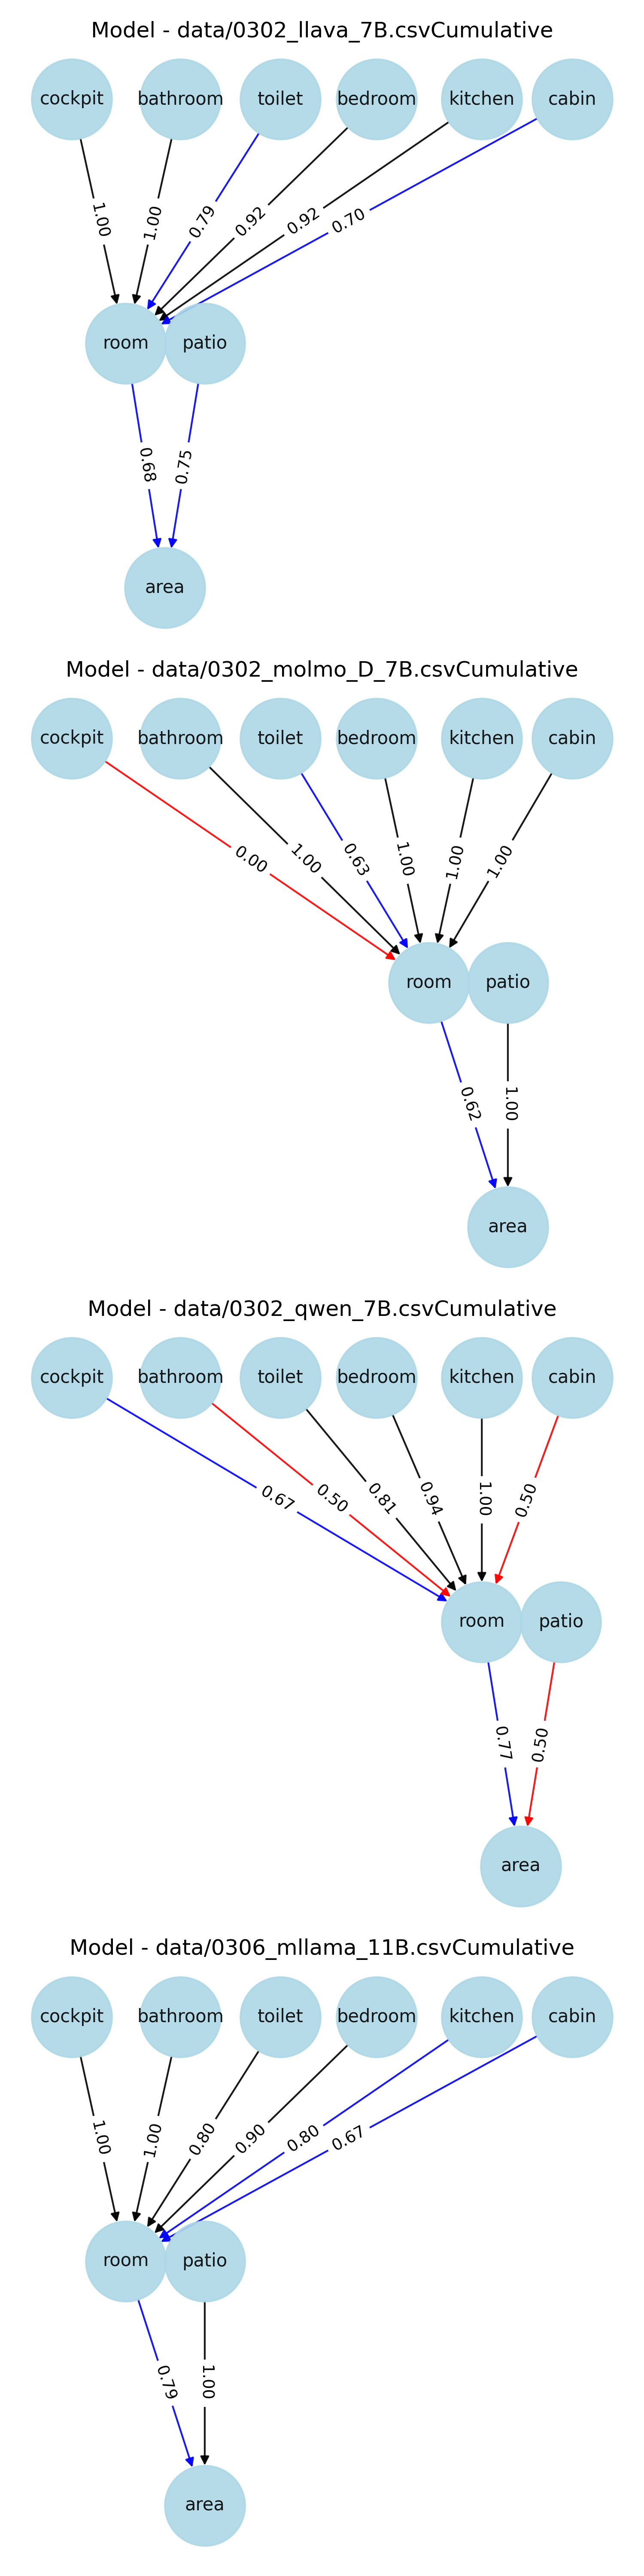 Model - data/0302_llava_7B.csvCumulative
cockpit bathroom toilet bedroom kitchen cabin
1.00 1.00 0.79 0.92 0.92 0.70
room patio
0.68 0.75
area
Model - data/0302_molmo_D_7B.csvCumulative
cockpit bathroom toilet bedroom kitchen cabin
0.00 1.00 0.63 1.00 1.00 1.00
room patio
0.62 1.00
area
Model - data/0302_qwen_7B.csvCumulative
cockpit bathroom toilet bedroom kitchen cabin
0.67 0.50 0.81 0.94 1.00 0.50
room patio
0.77 0.50
area
Model - data/0306_mllama_11B.csvCumulative
cockpit bathroom toilet bedroom kitchen cabin
1.00 1.00 0.80 0.90 0.80 0.67
room patio
0.79 1.00
area